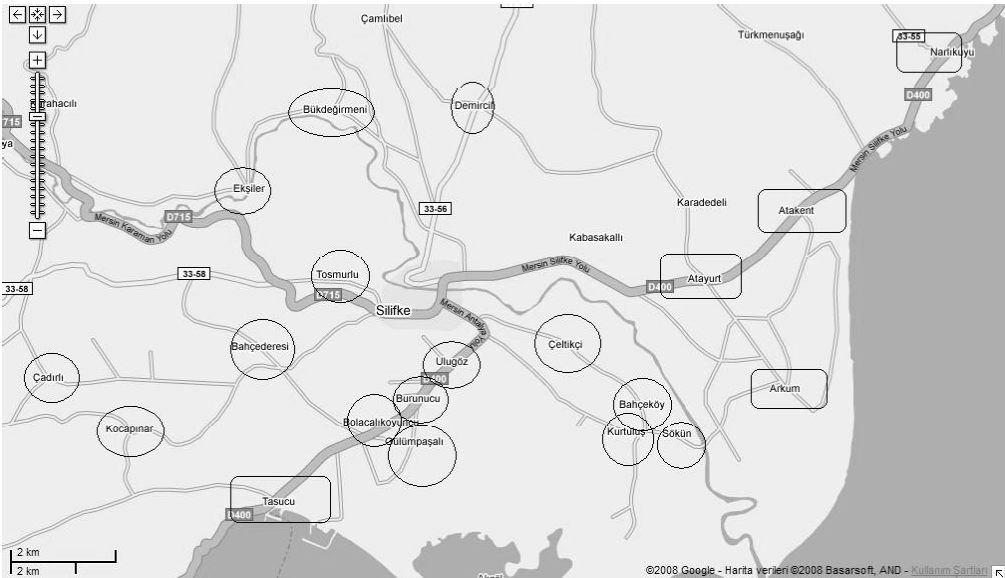 Çamlıbel
Türkmenuşağı
33-55
Narlıkuyu
D400
Mersin Silifke Yolu
Bükdeğirmeni
Demircili
715
Ekşiler
D715
Mersin Karaman Yolu
33-56
Karadedeli
Atakent
Kabasakallı
Mersin Silifke Yolu
33-58
33-58
Tosmurlu
D715
D400
Atayurt
Silifke
Mersin Antalya Yolu
Bahçederesi
Çeltikçi
Ulugöz
Çadırlı
Burunucu
Bahçeköy
Arkum
Kocapınar
Bolacalıkoyuncu
Gülümpaşalı
Kurtuluş
Sökün
Tasucu
D400
2 km
2 km
©2008 Google - Harita verileri ©2008 Basarsoft, AND - Kullanım Şartları